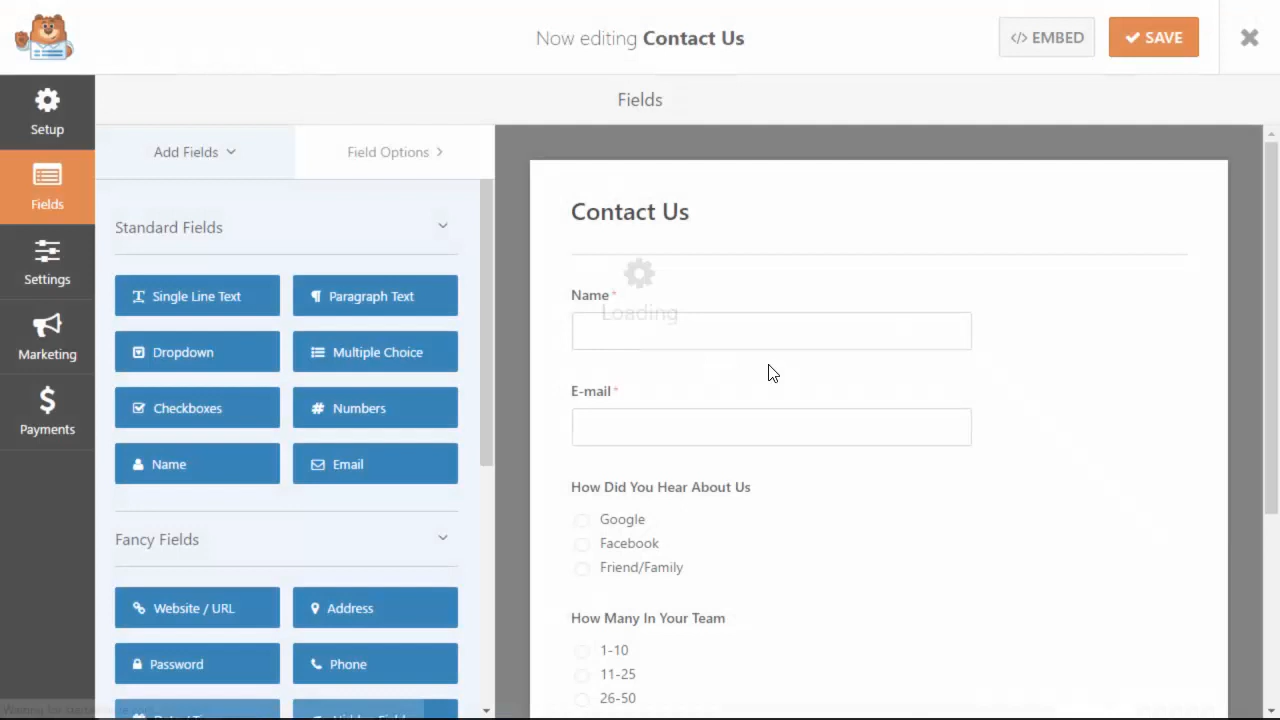 Now editing Contact Us
</> EMBED
SAVE
Setup
Fields
Settings
Marketing
Payments
Fields
Add Fields
Field Options
Standard Fields
Single Line Text
Paragraph Text
Dropdown
Multiple Choice
Checkboxes
# Numbers
Name
Email
Fancy Fields
Website / URL
Address
Password
Phone
Contact Us
Loading
Name *
E-mail *
How Did You Hear About Us
Google
Facebook
Friend/Family
How Many In Your Team
1-10
11-25
26-50